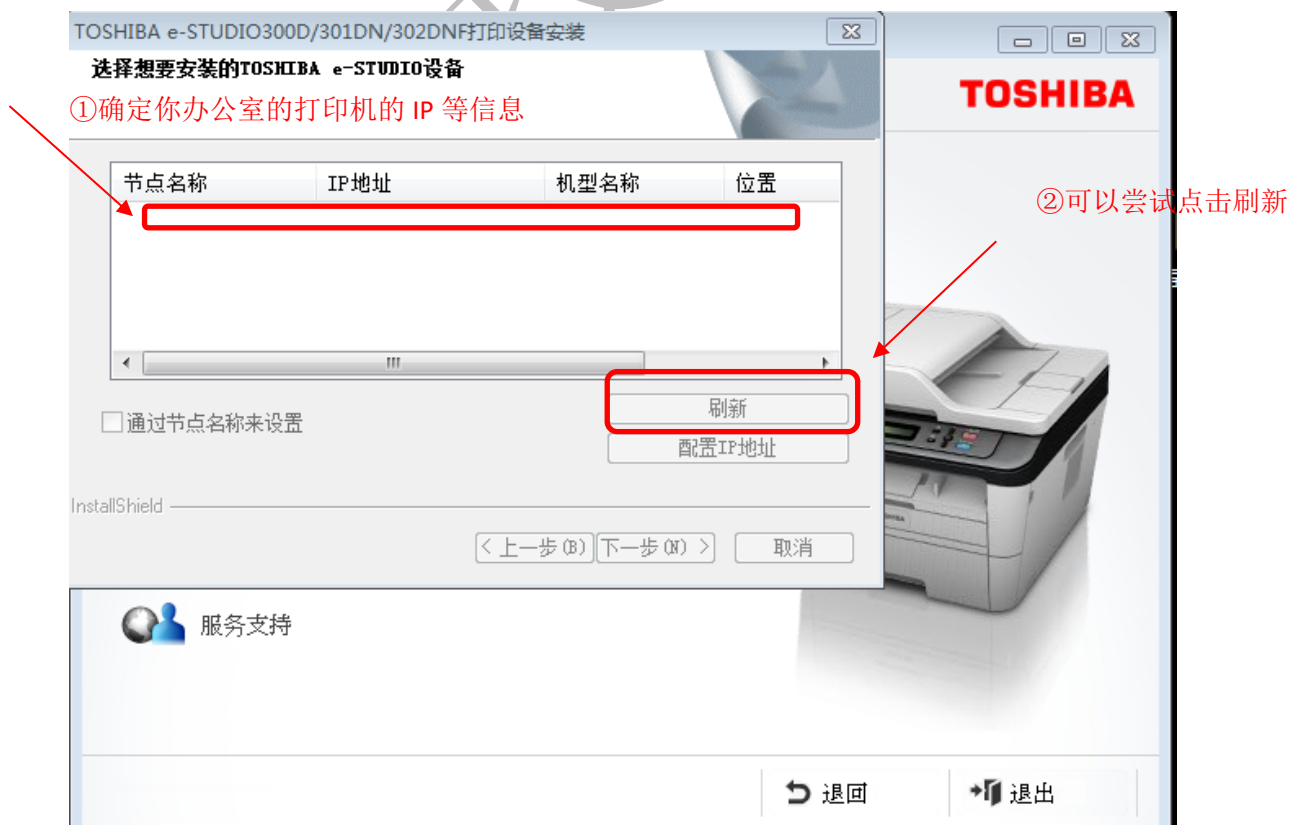 TOSHIBA e-STUDIO300D/301DN/302DNF打印设备安装
选择想要安装的TOSHIBA e-STUDIO设备
①确定你办公室的打印机的 IP 等信息
TOSHIBA
节点名称 IP地址 机型名称 位置
②可以尝试点击刷新
刷新
通过节点名称来设置
配置IP地址
InstallShield
< 上一步(B) 下一步(N) > 取消
服务支持
退回 退出